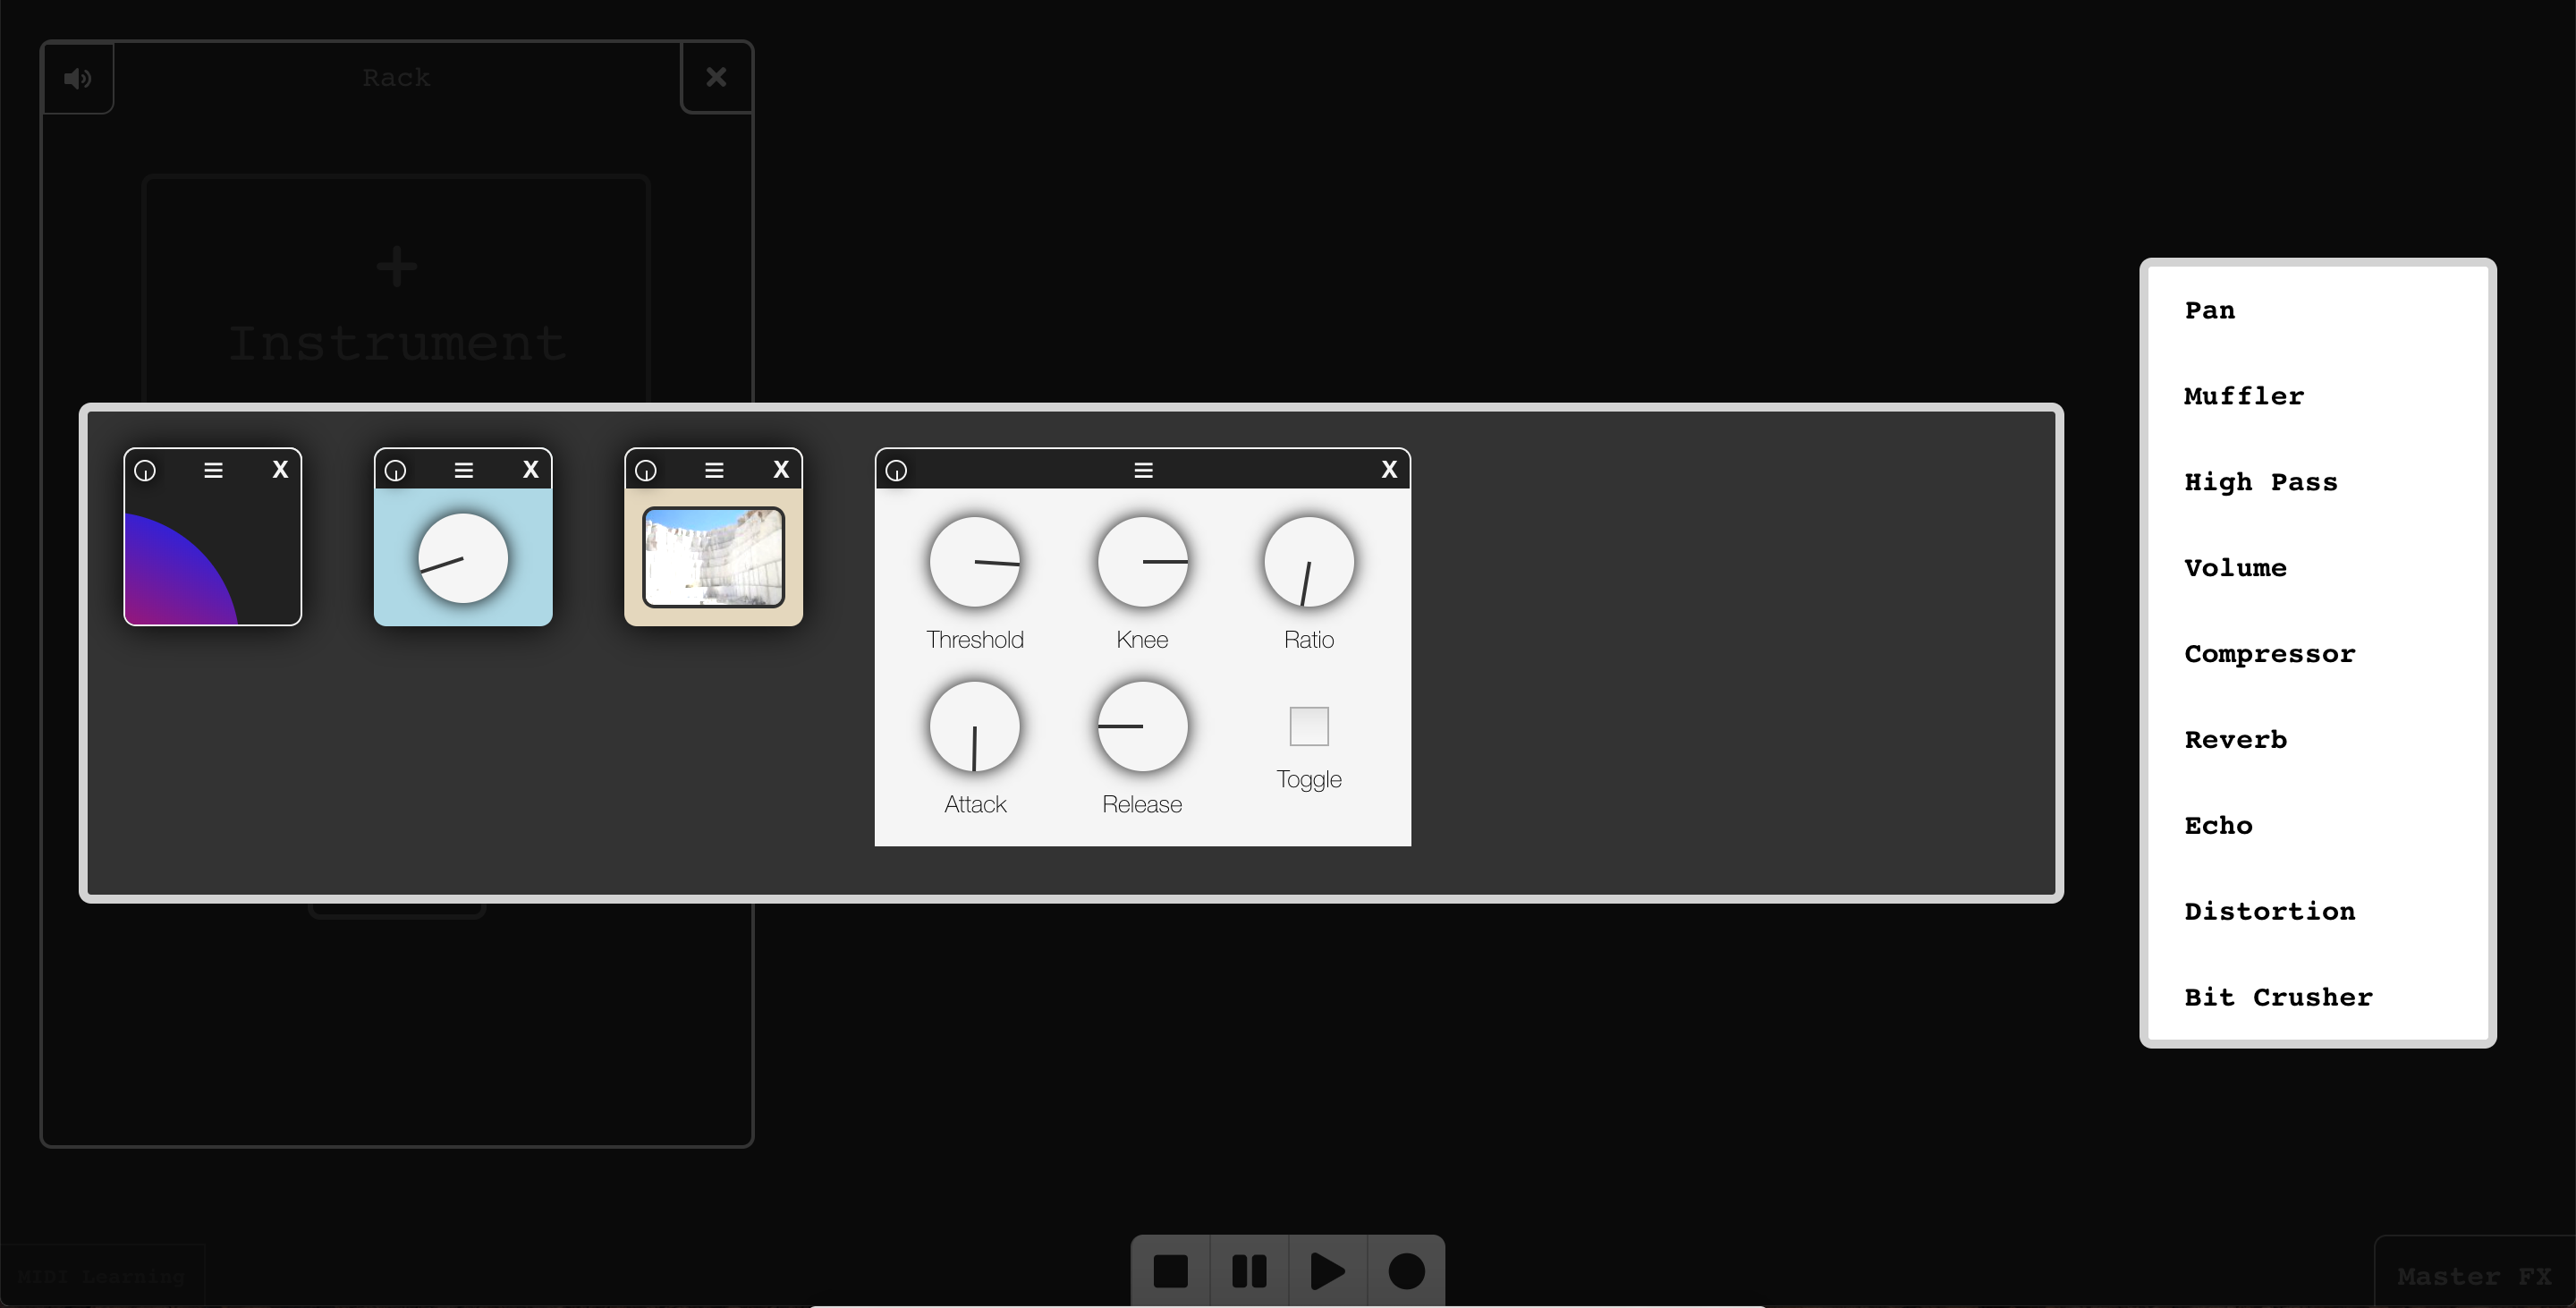 Rack
Instrument
X
X
X
X
Threshold
Knee
Ratio
Attack
Release
Toggle
Pan
Muffler
High Pass
Volume
Compressor
Reverb
Echo
Distortion
Bit Crusher
MIDI Learning
Master FX